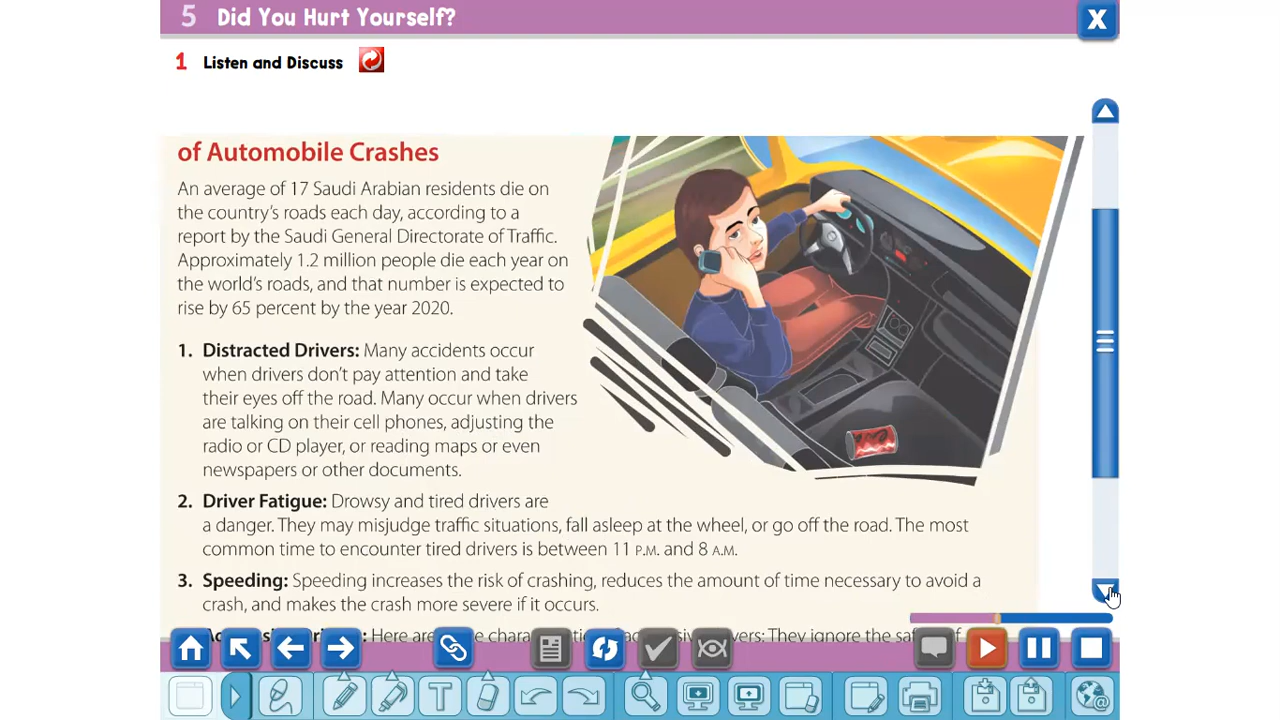 5 Did You Hurt Yourself?
X
1 Listen and Discuss
of Automobile Crashes
An average of 17 Saudi Arabian residents die on
the country's roads each day, according to a
report by the Saudi General Directorate of Traffic.
Approximately 1.2 million people die each year on
the world's roads, and that number is expected to
rise by 65 percent by the year 2020.
1. Distracted Drivers: Many accidents occur
when drivers don't pay attention and take
their eyes off the road. Many occur when drivers
are talking on their cell phones, adjusting the
radio or CD player, or reading maps or even
newspapers or other documents.
2. Driver Fatigue: Drowsy and tired drivers are
a danger. They may misjudge traffic situations, fall asleep at the wheel, or go off the road. The most
common time to encounter tired drivers is between 11 P.M. and 8 A.M.
3. Speeding: Speeding increases the risk of crashing, reduces the amount of time necessary to avoid a
crash, and makes the crash more severe if it occurs.
Here are
They ignore the
T